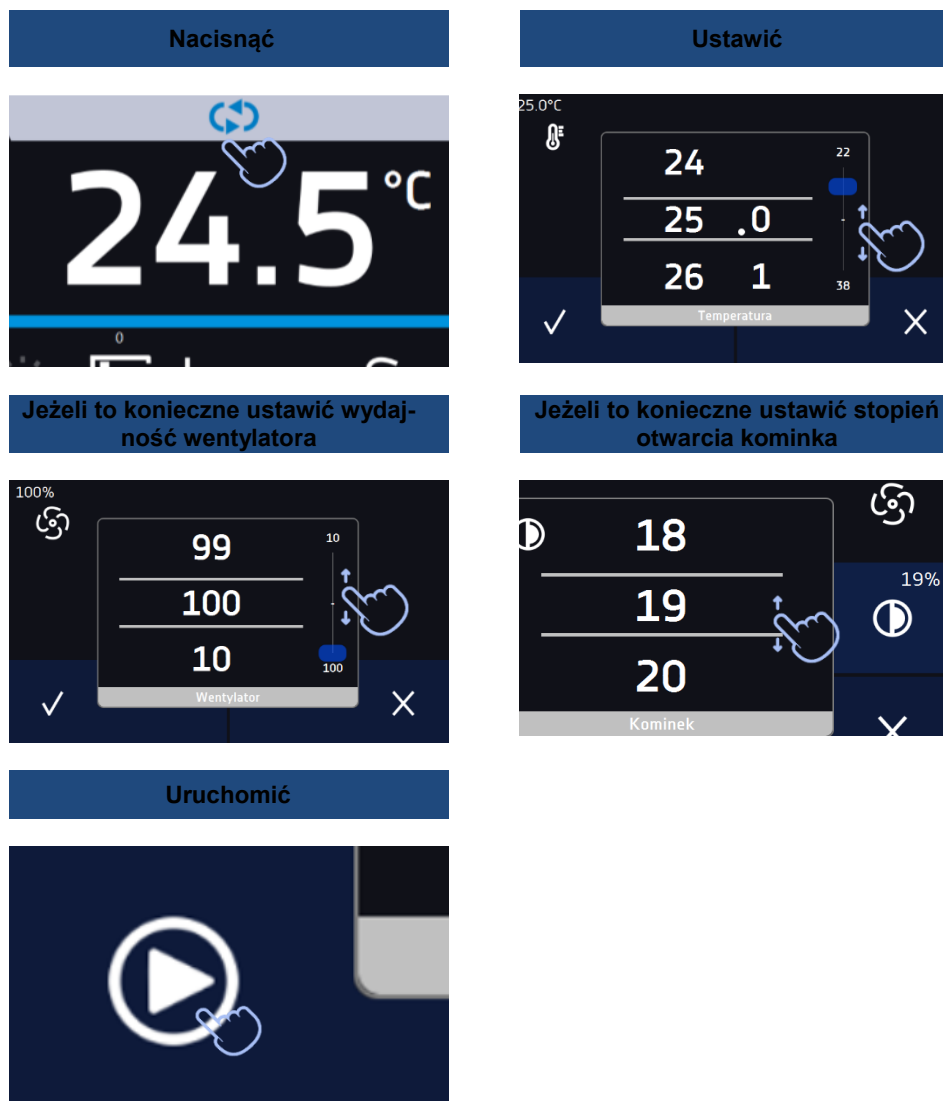 Nacisnąć
Ustawić
24.5°C
0
25.0°C
24
22
25 .0
26 1
38
Temperatura
Jeżeli to konieczne ustawić wydaj-
ność wentylatora
Jeżeli to konieczne ustawić stopień
otwarcia kominka
100%
99
10
100
10
100
Wentylator
18
19%
19
20
Kominek
Uruchomić